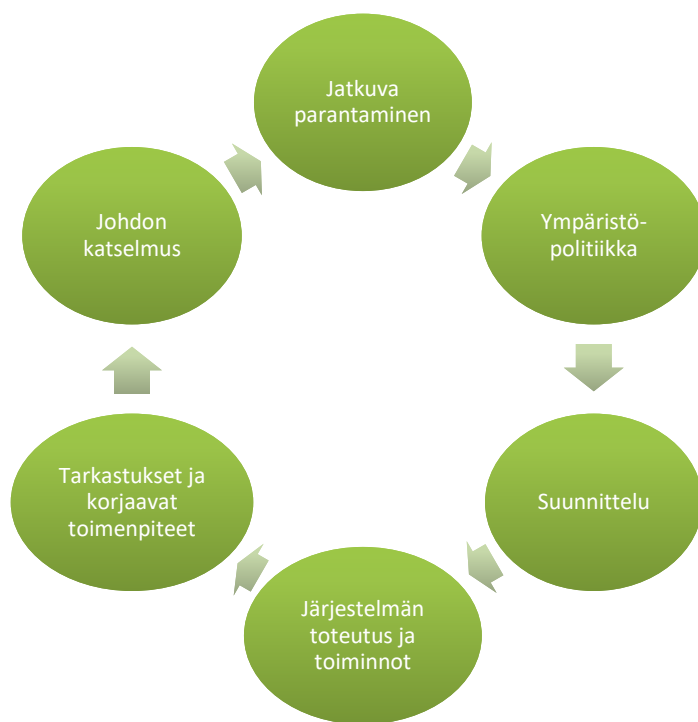 Jatkuva
parantaminen
Ympäristö-
politiikka
Suunnittelu
Järjestelmän
toteutus ja
toiminnot
Tarkastukset ja
korjaavat
toimenpiteet
Johdon
katselmus